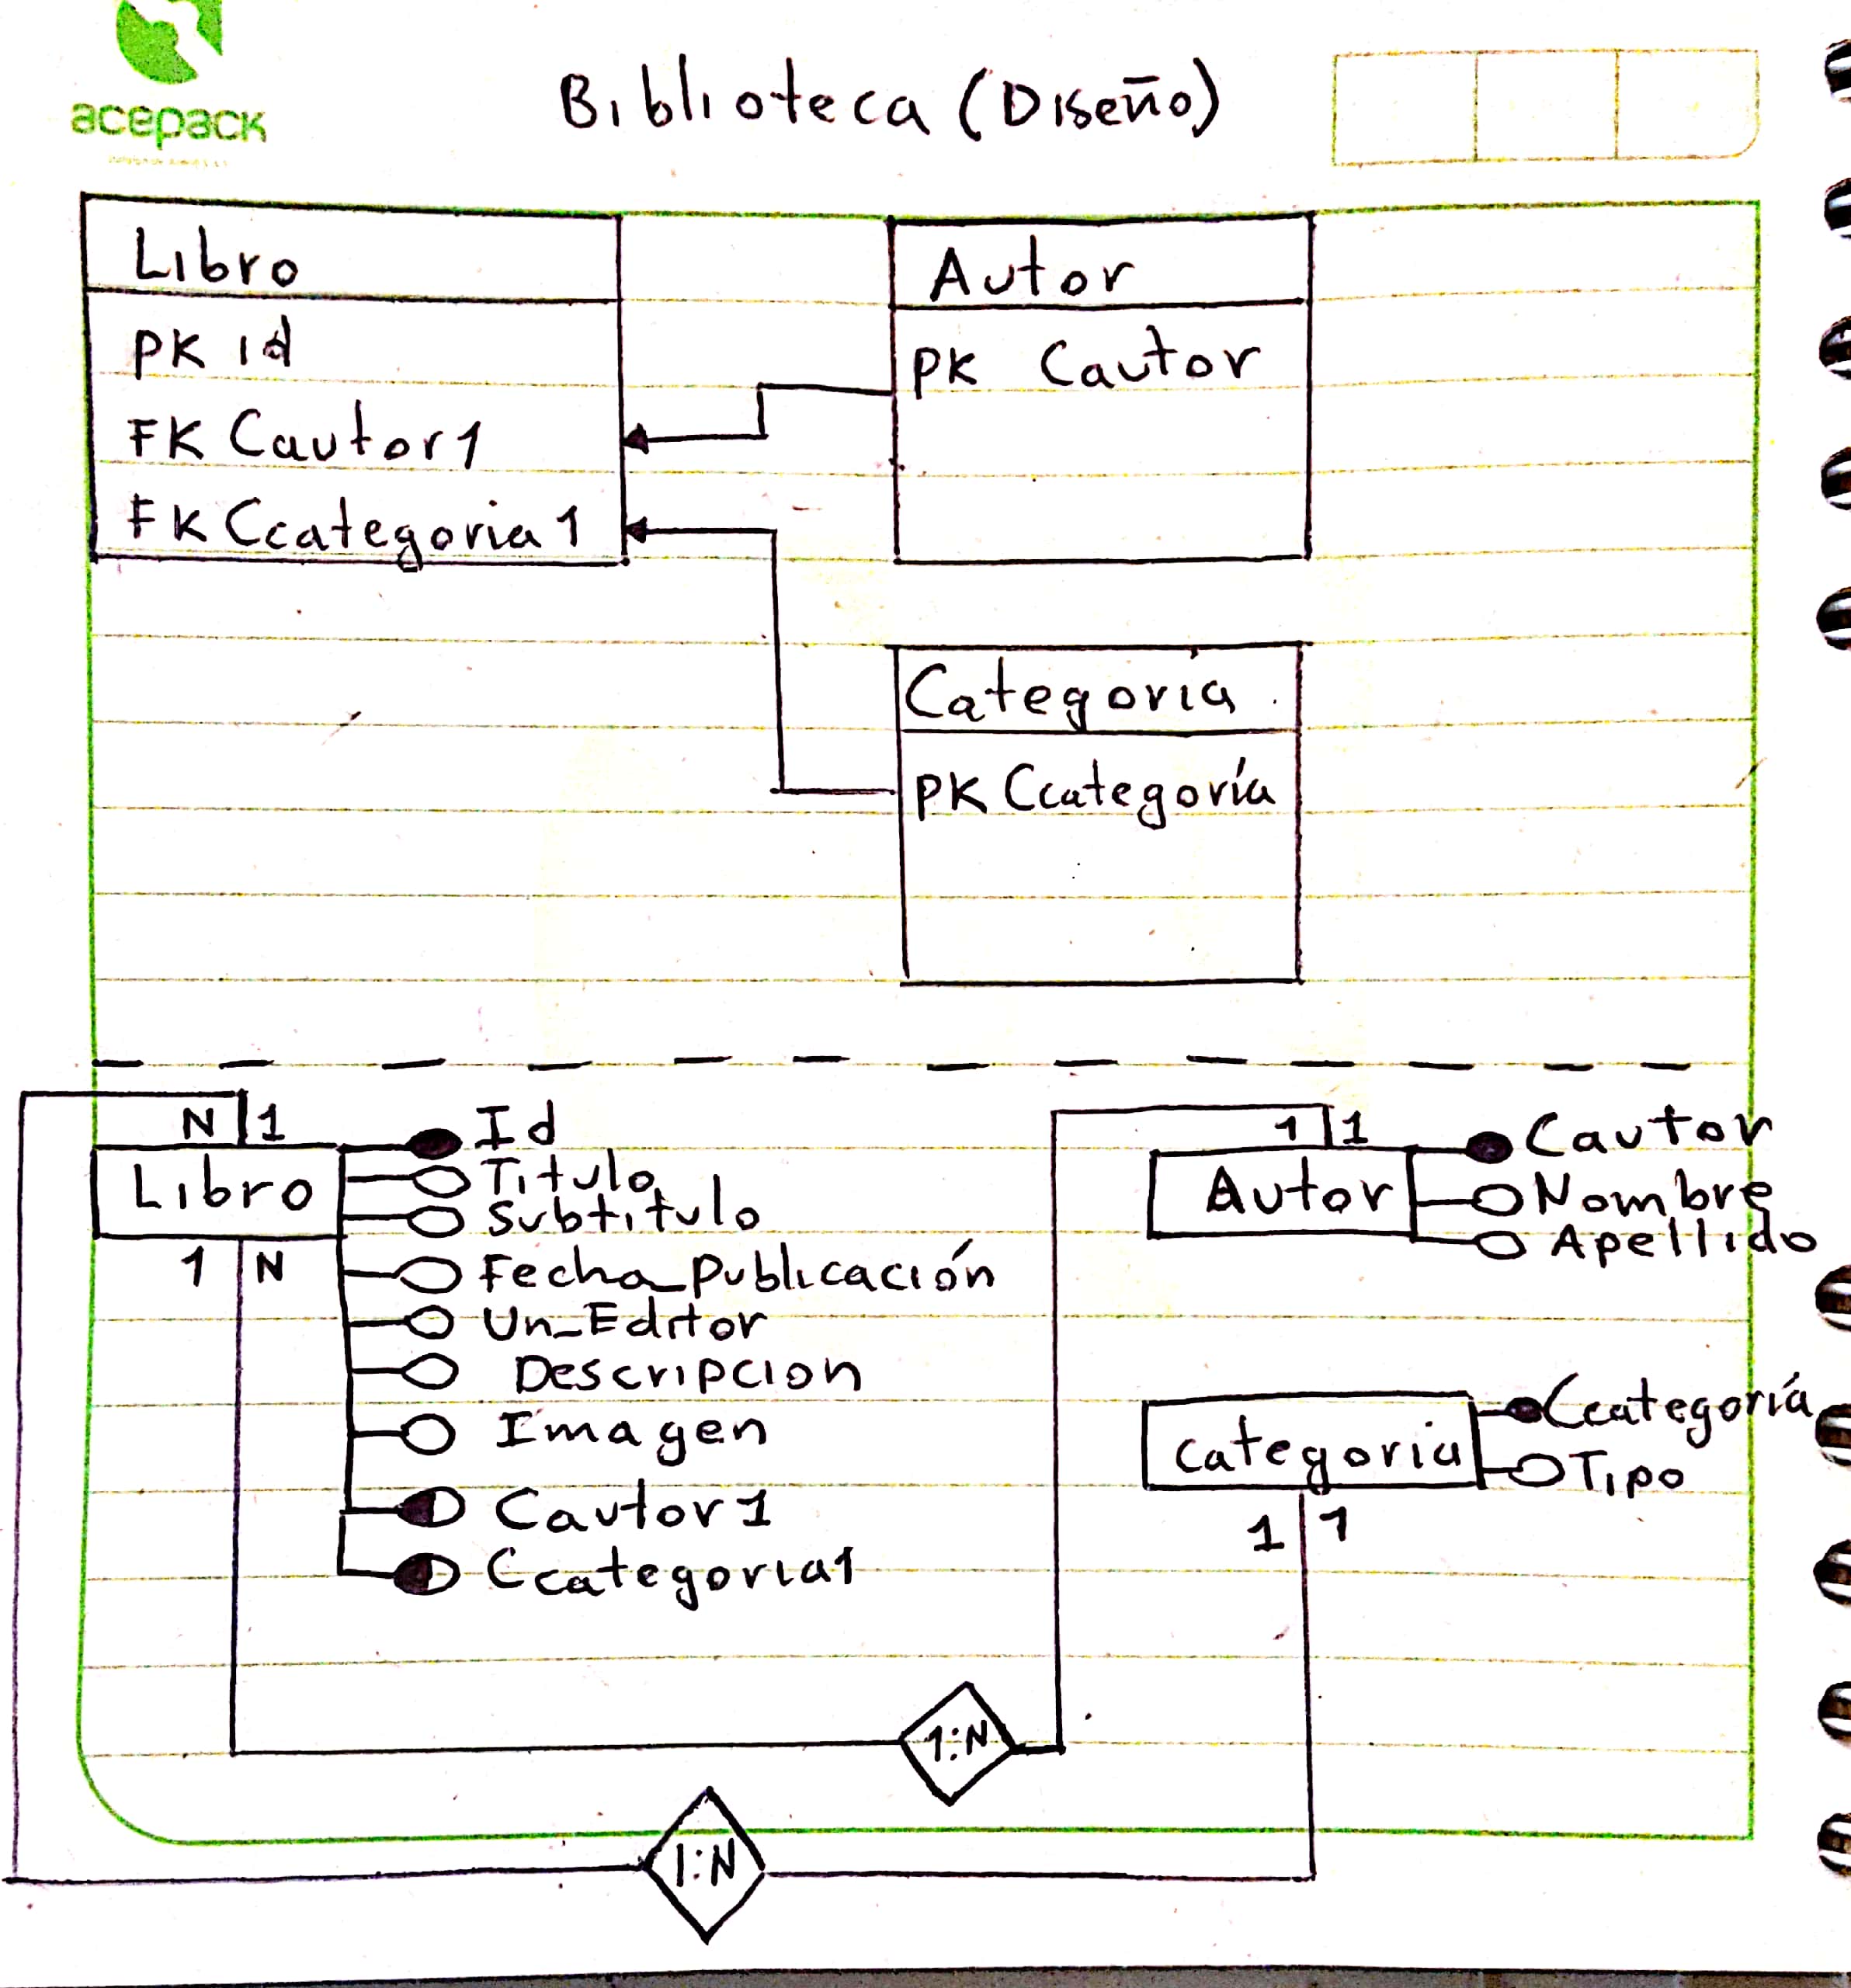 acepack
Biblioteca (Diseño)
Libro
PK id
FK Cautor1
FK Ccategoria1
Autor
PK Cautor
Categoria
PK Ccategoría
N 1
Libro
1 N
Id
Titulo
Subtitulo
Fecha_Publicación
Un_Editor
Descripcion
Imagen
Cautor1
Ccategoria1
1 1
Autor
Cautor
Nombre
Apellido
categoria
Ccategoría
Tipo
1 1
1:N
1:N